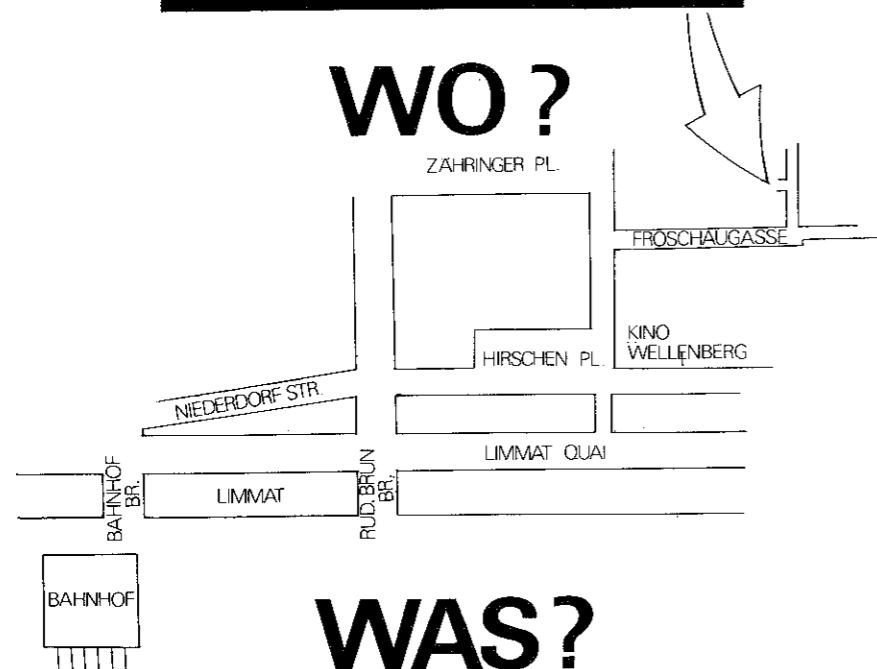 WO ?
ZÄHRINGER PL.
FROSCHAUGASSE
KINO
WELLENBERG
HIRSCHEN PL.
NIEDERDORF STR.
LIMMAT QUAI
BAHNHOF
BR.
LIMMAT
RUD. BRUN
BR,
BAHNHOF
WAS?